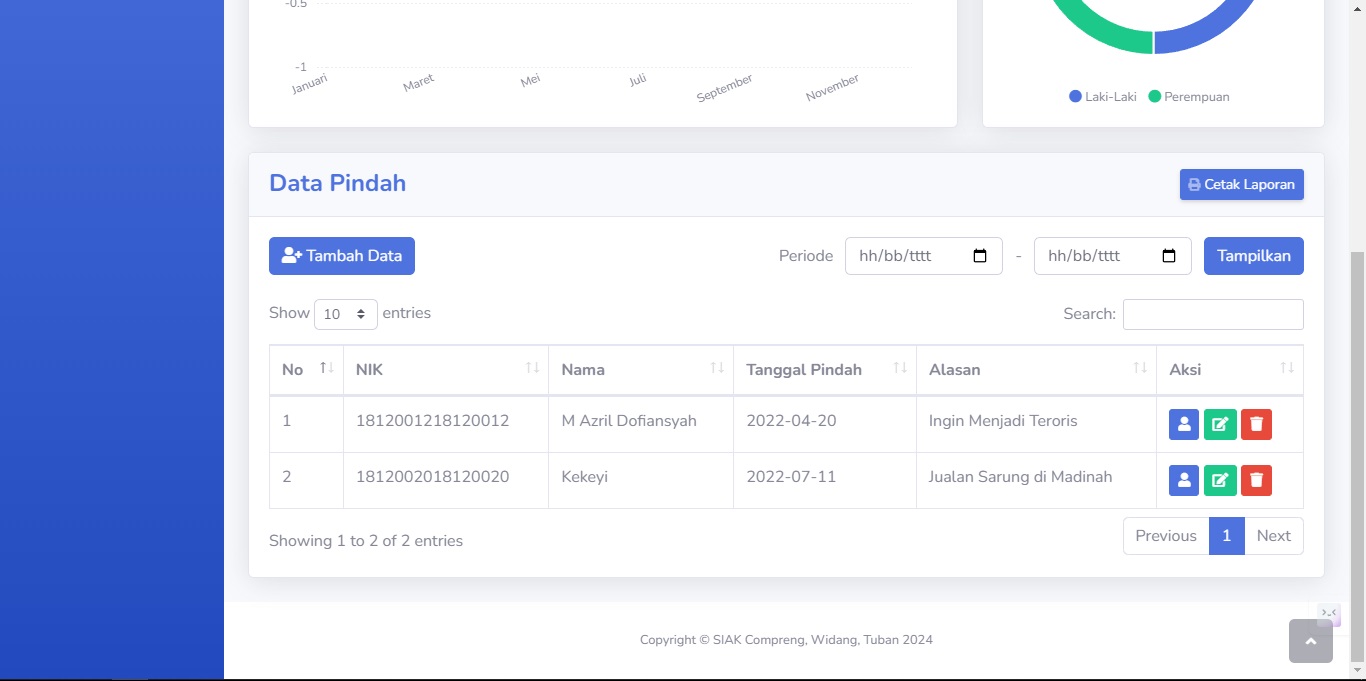 -0.5
-1
Januari Maret Mei Juli September November
Laki-Laki Perempuan
Data Pindah
Cetak Laporan
Tambah Data
Periode hh/bb/tttt - hh/bb/tttt Tampilkan
Show 10 entries
Search:
No NIK Nama Tanggal Pindah Alasan Aksi
1 1812001218120012 M Azril Dofiansyah 2022-04-20 Ingin Menjadi Teroris
2 1812002018120020 Kekeyi 2022-07-11 Jualan Sarung di Madinah
Showing 1 to 2 of 2 entries
Previous 1 Next
Copyright © SIAK Compreng, Widang, Tuban 2024